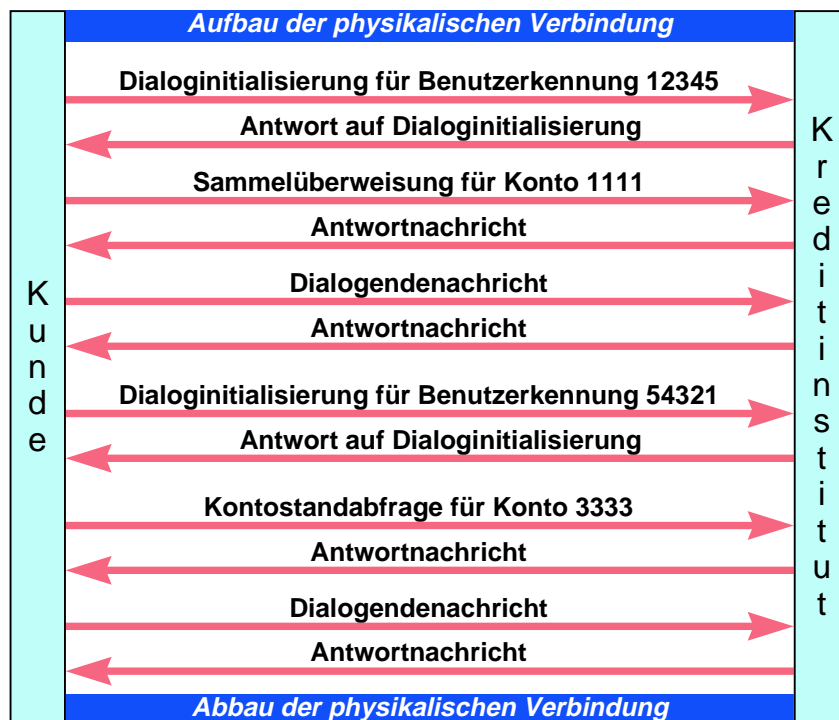 Aufbau der physikalischen Verbindung
Dialoginitialisierung für Benutzerkennung 12345
Antwort auf Dialoginitialisierung
Sammelüberweisung für Konto 1111
Antwortnachricht
Dialogendenachricht
Antwortnachricht
Dialoginitialisierung für Benutzerkennung 54321
Antwort auf Dialoginitialisierung
Kontostandabfrage für Konto 3333
Antwortnachricht
Dialogendenachricht
Antwortnachricht
Abbau der physikalischen Verbindung
Kunde
Kreditinstitut